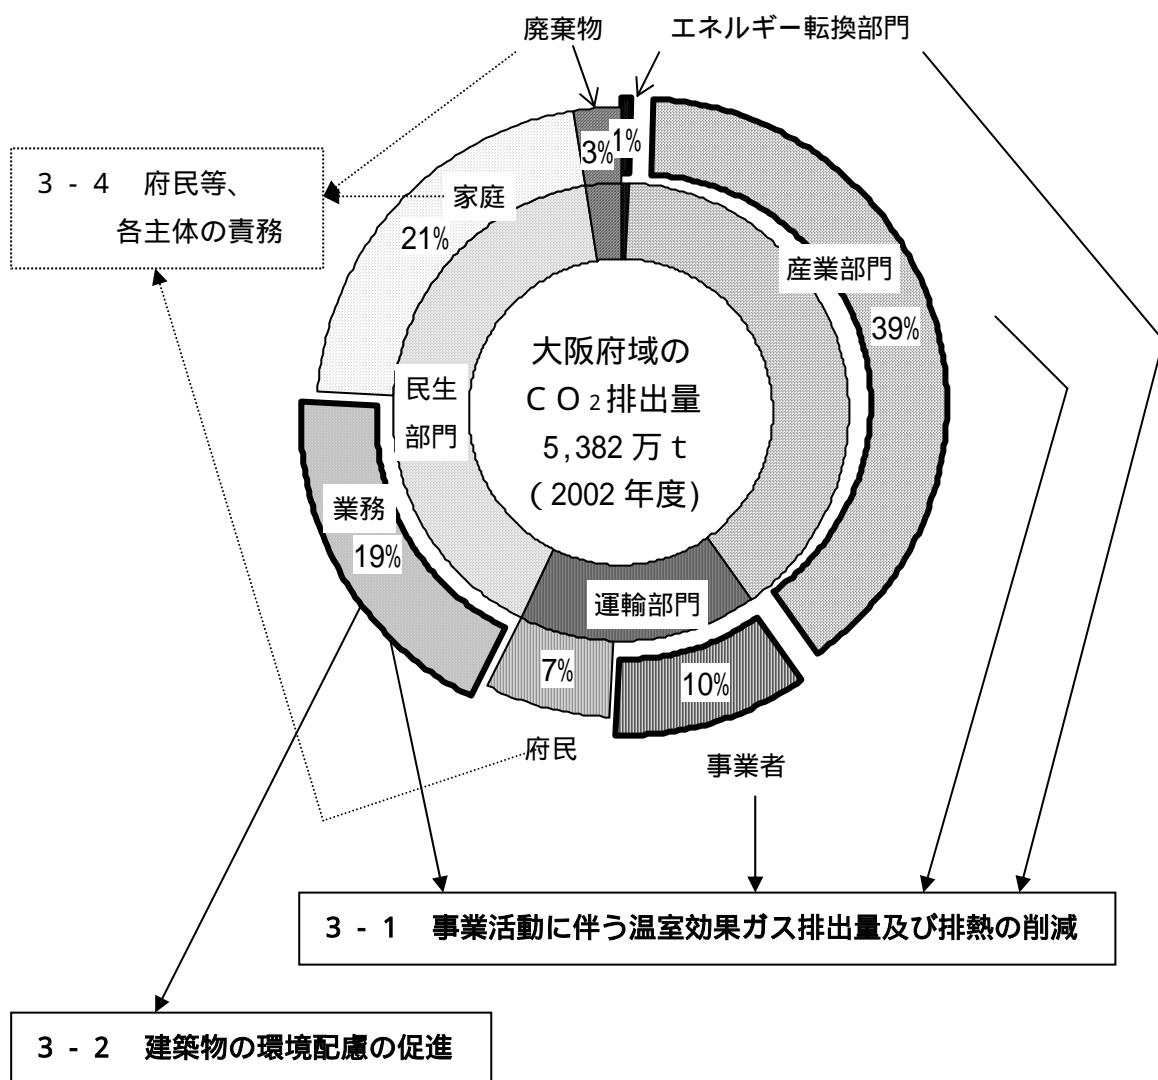 廃棄物
エネルギー転換部門
3%
1%
3 - 4 府民等、
各主体の責務
家庭
21%
産業部門
39%
大阪府域の
ＣＯ₂排出量
5,382 万ｔ
( 2002 年度)
民生
部門
業務
19%
運輸部門
7%
10%
府民
事業者
3 - 1 事業活動に伴う温室効果ガス排出量及び排熱の削減
3 - 2 建築物の環境配慮の促進